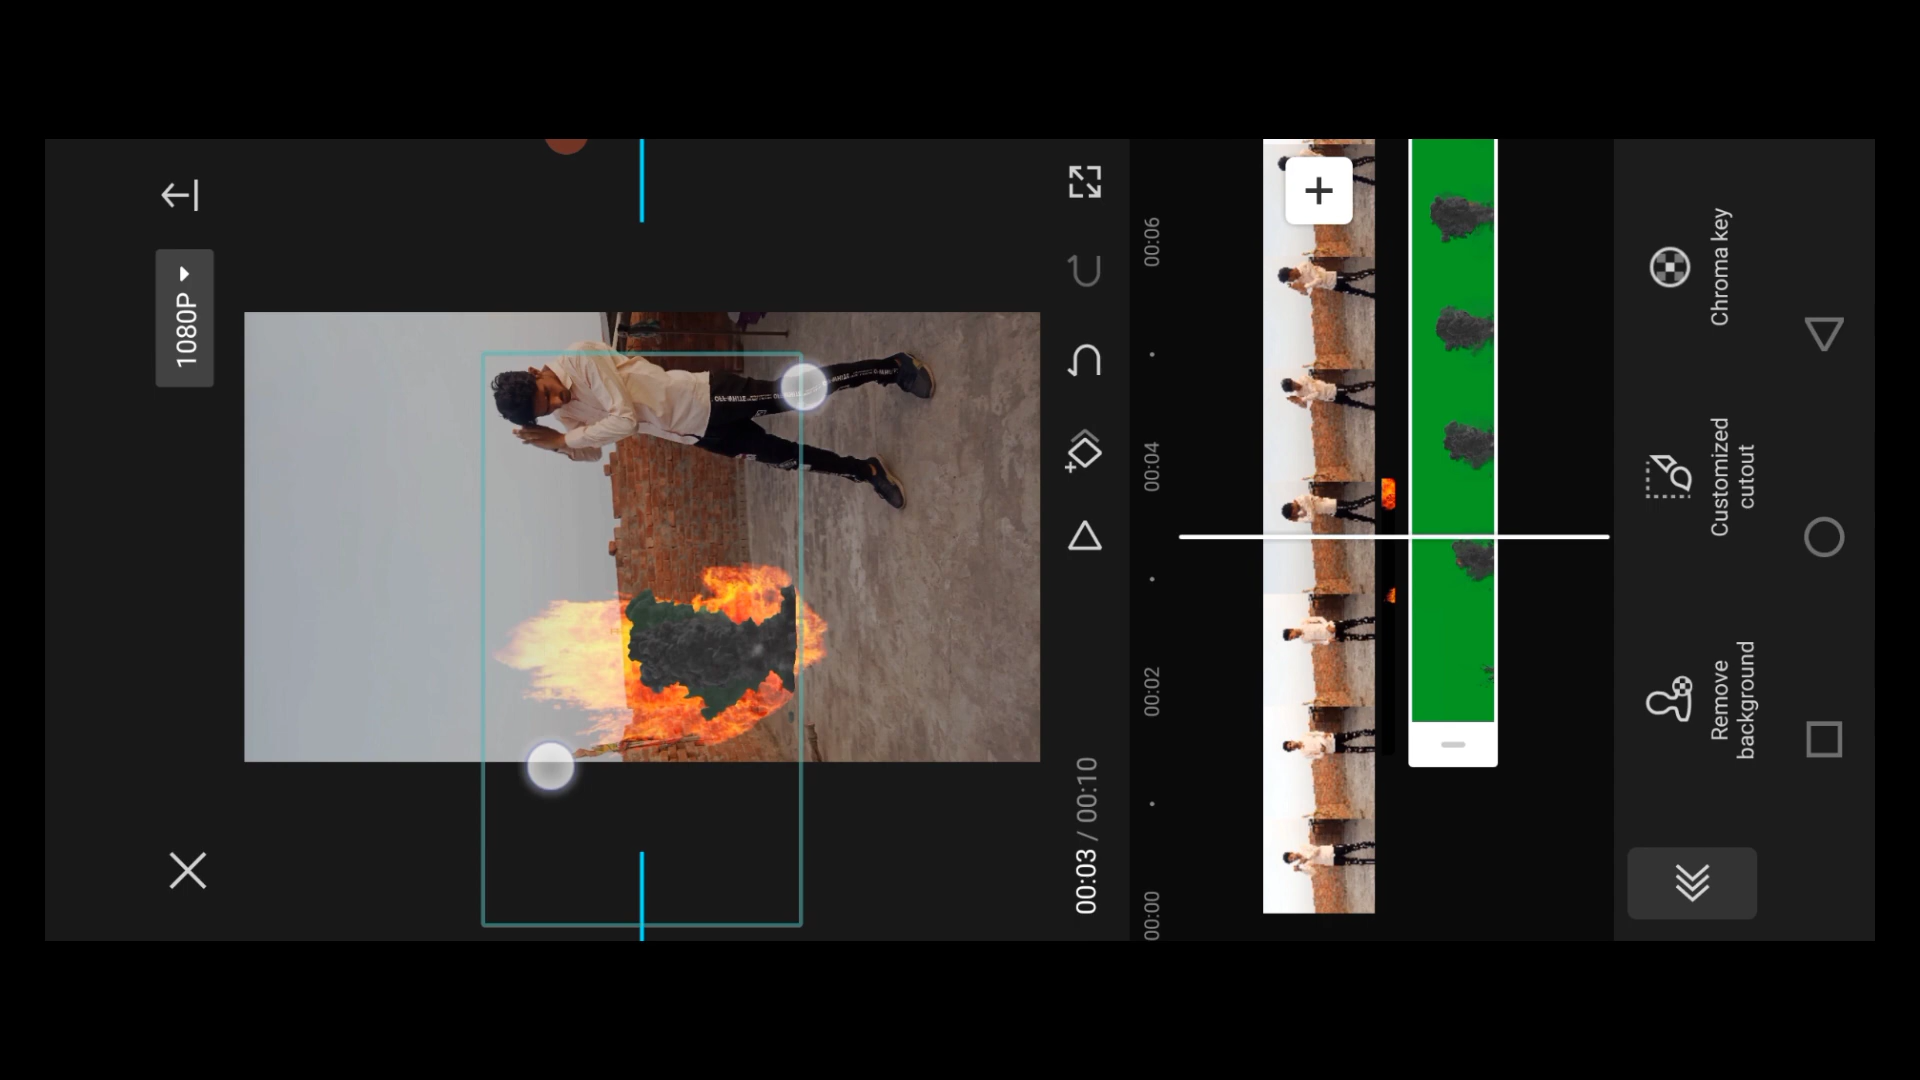 1080P
00:03 / 00:10
00:00 00:02 00:04 00:06
Remove
background
Customized
cutout
Chroma key